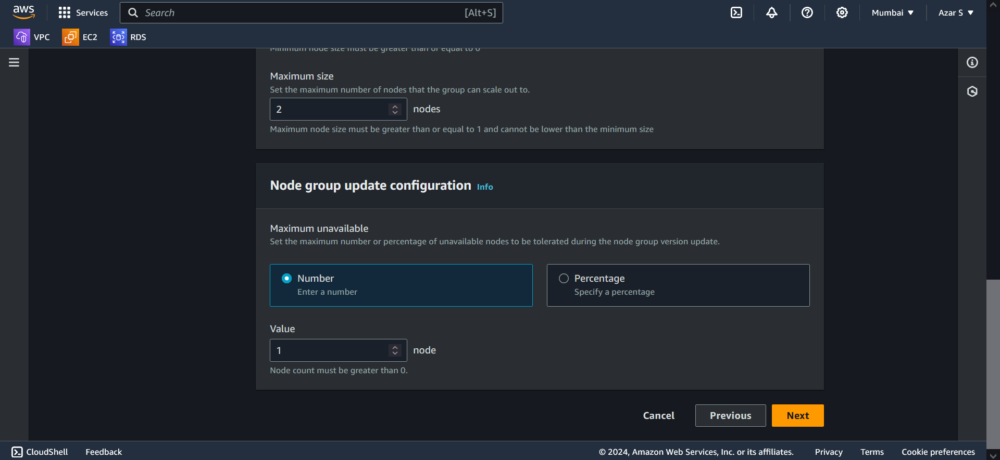 aws
Services
Search
[Alt+S]
Mumbai
Azar S
VPC
EC2
RDS
Minimum node size must be greater than or equal to 0
Maximum size
Set the maximum number of nodes that the group can scale out to.
2
nodes
Maximum node size must be greater than or equal to 1 and cannot be lower than the minimum size
Node group update configuration Info
Maximum unavailable
Set the maximum number or percentage of unavailable nodes to be tolerated during the node group version update.
Number
Enter a number
Percentage
Specify a percentage
Value
1
node
Node count must be greater than 0.
Cancel
Previous
Next
CloudShell
Feedback
© 2024, Amazon Web Services, Inc. or its affiliates.
Privacy
Terms
Cookie preferences